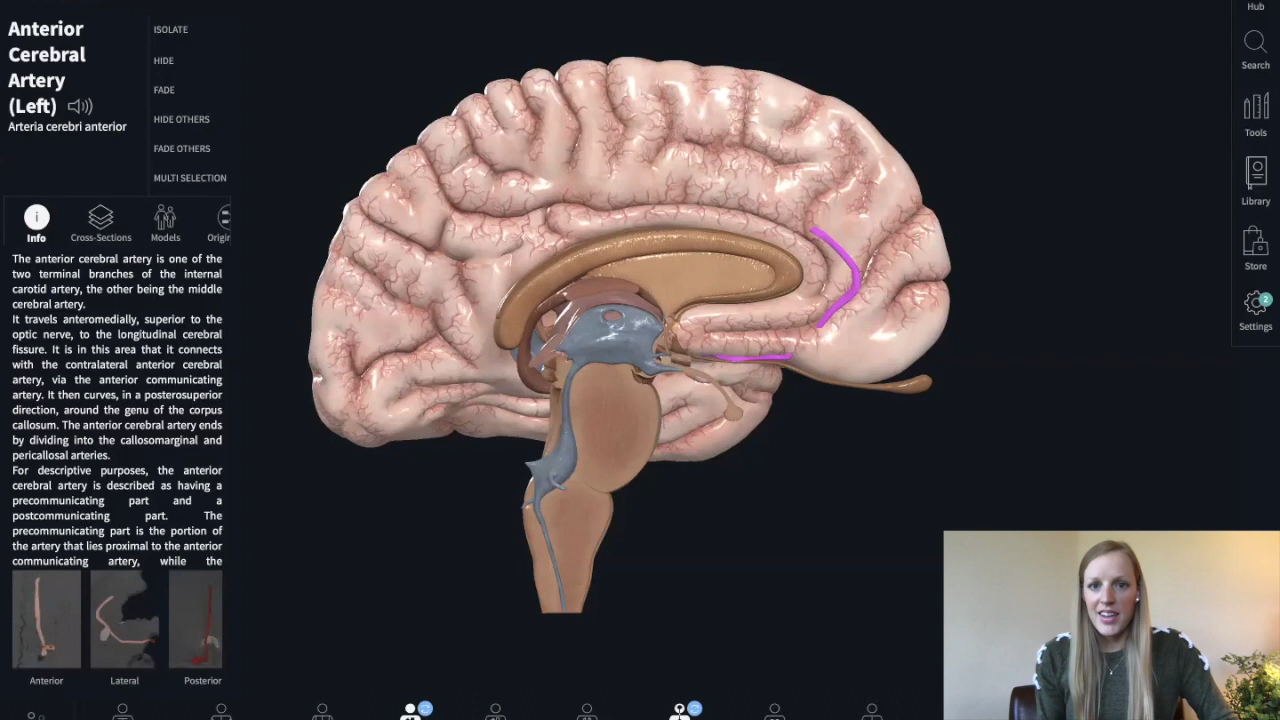 Anterior
Cerebral
Artery
(Left)
Arteria cerebri anterior
ISOLATE
HIDE
FADE
HIDE OTHERS
FADE OTHERS
MULTI SELECTION
Info
Cross-Sections
Models
Origin
The anterior cerebral artery is one of the
two terminal branches of the internal
carotid artery, the other being the middle
cerebral artery.
It travels anteromedially, superior to the
optic nerve, to the longitudinal cerebral
fissure. It is in this area that it connects
with the contralateral anterior cerebral
artery, via the anterior communicating
artery. It then curves, in a posterosuperior
direction, around the genu of the corpus
callosum. The anterior cerebral artery ends
by dividing into the callosomarginal and
pericallosal arteries.
For descriptive purposes, the anterior
cerebral artery is described as having a
precommunicating part and a
postcommunicating part. The
precommunicating part is the portion of
the artery that lies proximal to the anterior
communicating artery, while the
Anterior
Lateral
Posterior
Hub
Search
Tools
Library
Store
2
Settings